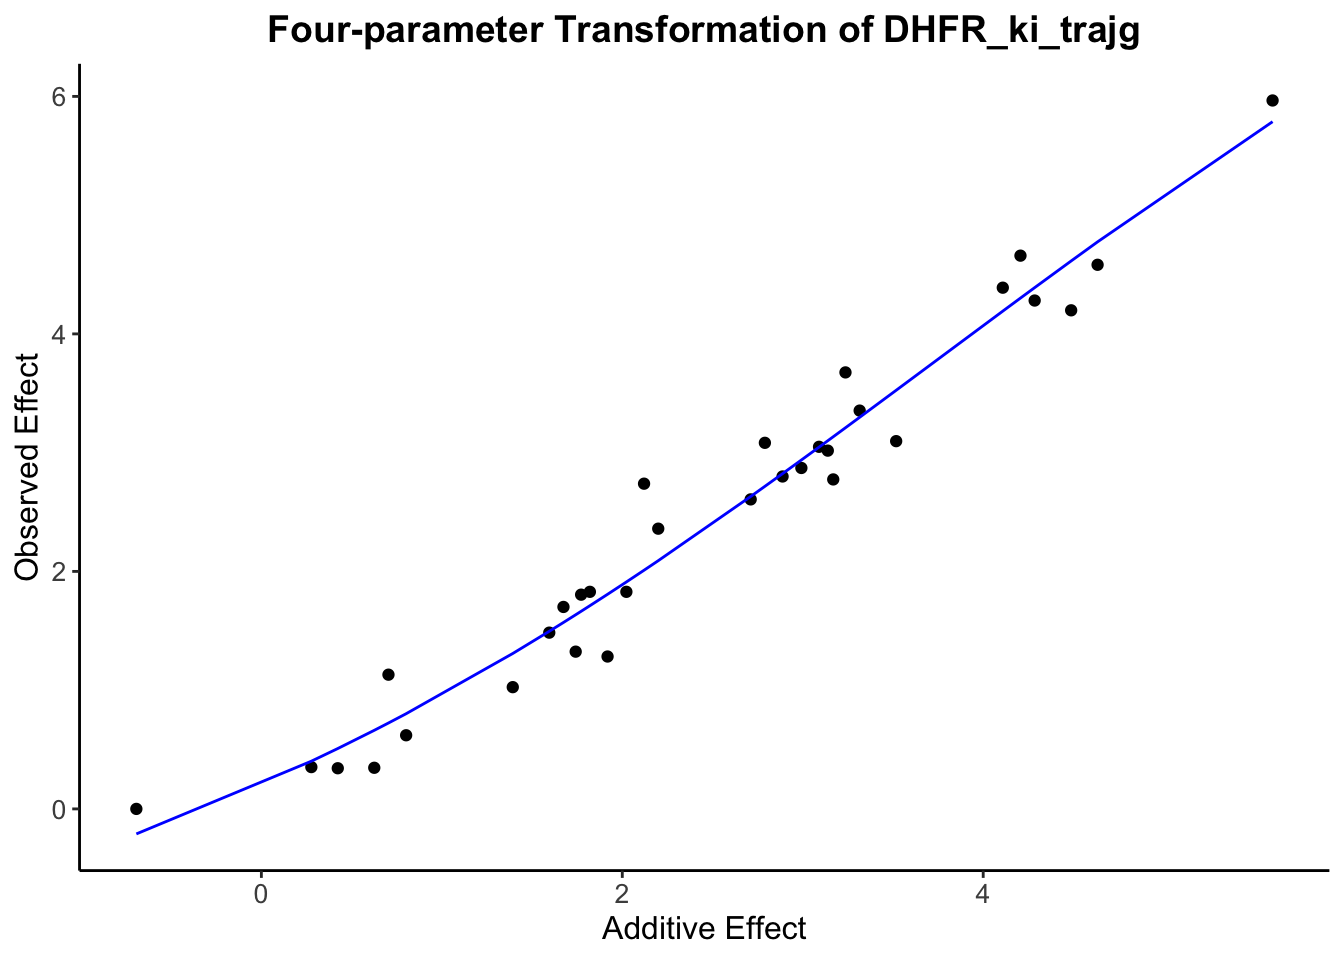 Four-parameter Transformation of DHFR_ki_trajg
6
4
2
0
Observed Effect
0 2 4
Additive Effect